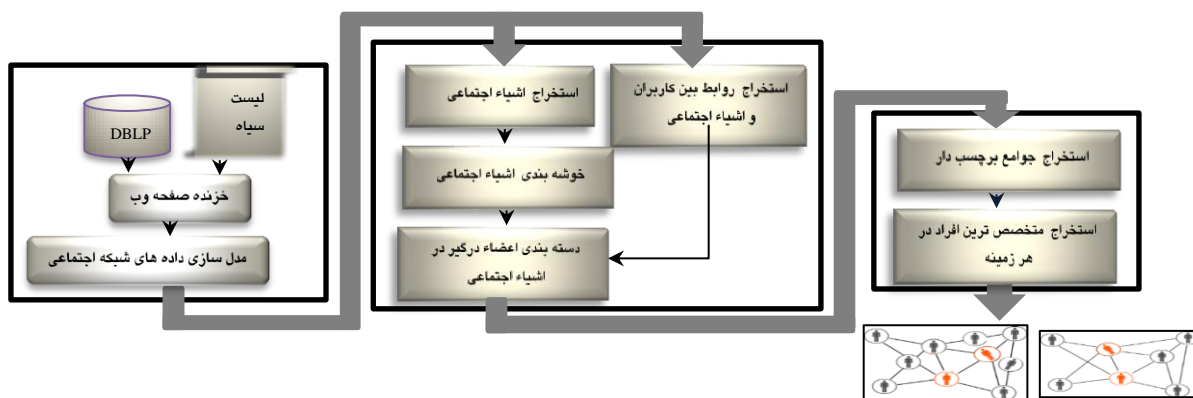 لیست
سیاه
DBLP
خزنده صفحه وب
مدل سازی داده های شبکه اجتماعی
استخراج اشیاء اجتماعی
استخراج روابط بین کاربران
و اشیاء اجتماعی
خوشه بندی اشیاء اجتماعی
دسته بندی اعضاء درگیر در
اشیاء اجتماعی
استخراج جوامع برچسب دار
استخراج متخصص ترین افراد در
هر زمینه